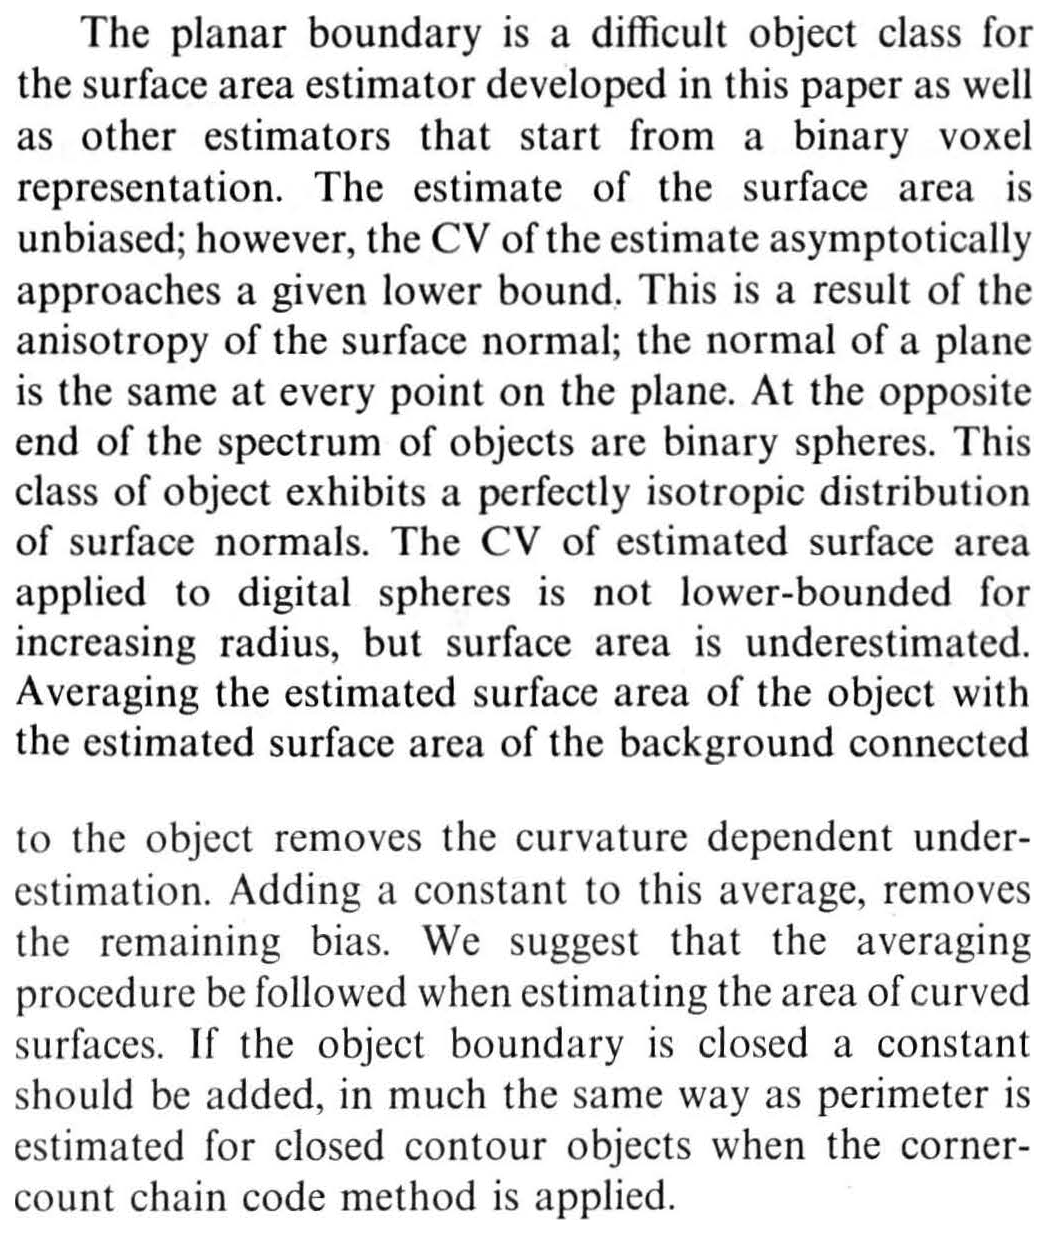 The planar boundary is a difficult object class for
the surface area estimator developed in this paper as well
as other estimators that start from a binary voxel
representation. The estimate of the surface area is
unbiased; however, the CV of the estimate asymptotically
approaches a given lower bound. This is a result of the
anisotropy of the surface normal; the normal of a plane
is the same at every point on the plane. At the opposite
end of the spectrum of objects are binary spheres. This
class of object exhibits a perfectly isotropic distribution
of surface normals. The CV of estimated surface area
applied to digital spheres is not lower-bounded for
increasing radius, but surface area is underestimated.
Averaging the estimated surface area of the object with
the estimated surface area of the background connected
to the object removes the curvature dependent under-
estimation. Adding a constant to this average, removes
the remaining bias. We suggest that the averaging
procedure be followed when estimating the area of curved
surfaces. If the object boundary is closed a constant
should be added, in much the same way as perimeter is
estimated for closed contour objects when the corner-
count chain code method is applied.